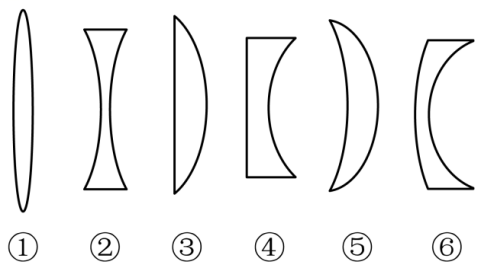 ① ② ③ ④ ⑤ ⑥